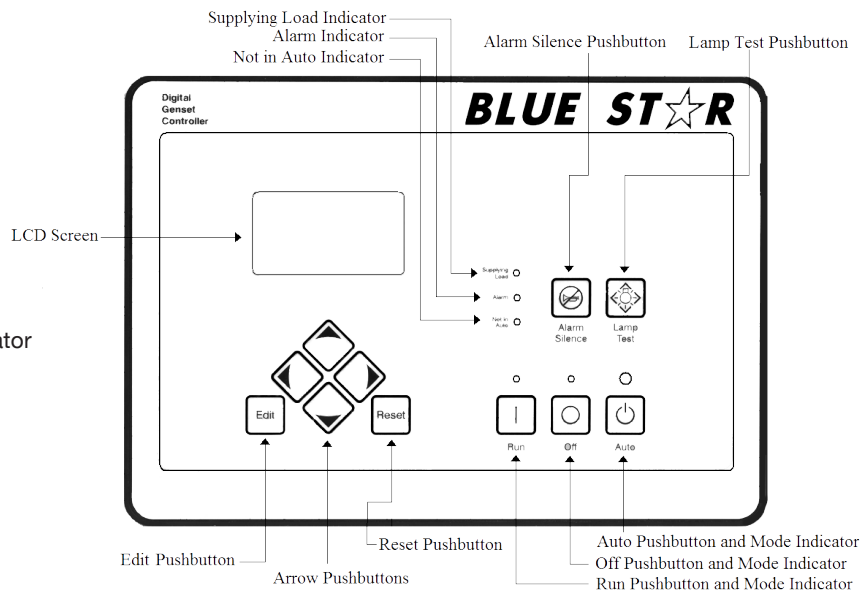 Supplying Load Indicator
Alarm Indicator
Not in Auto Indicator
Alarm Silence Pushbutton
Lamp Test Pushbutton
Digital
Genset
Controller
BLUE ST☆R
LCD Screen
Supplying
Load
Alarm
Not in
Auto
Alarm
Silence
Lamp
Test
Edit
Reset
Run
Off
Auto
Edit Pushbutton
Arrow Pushbuttons
Reset Pushbutton
Auto Pushbutton and Mode Indicator
Off Pushbutton and Mode Indicator
Run Pushbutton and Mode Indicator